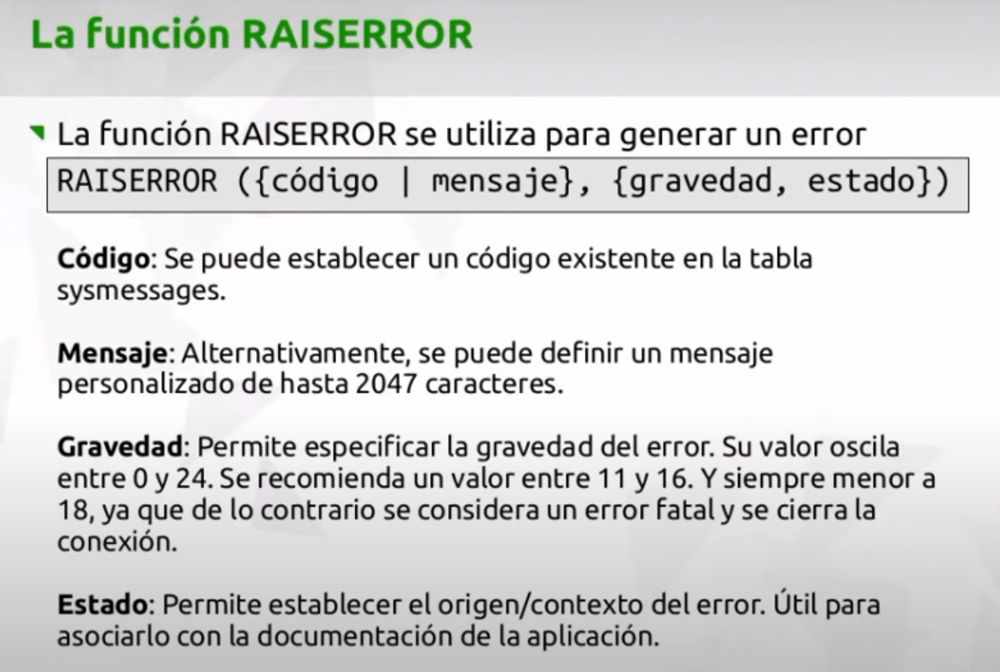 La función RAISERROR
La función RAISERROR se utiliza para generar un error
RAISERROR ({código | mensaje}, {gravedad, estado})
Código: Se puede establecer un código existente en la tabla
sysmessages.
Mensaje: Alternativamente, se puede definir un mensaje
personalizado de hasta 2047 caracteres.
Gravedad: Permite especificar la gravedad del error. Su valor oscila
entre 0 y 24. Se recomienda un valor entre 11 y 16. Y siempre menor a
18, ya que de lo contrario se considera un error fatal y se cierra la
conexión.
Estado: Permite establecer el origen/contexto del error. Útil para
asociarlo con la documentación de la aplicación.